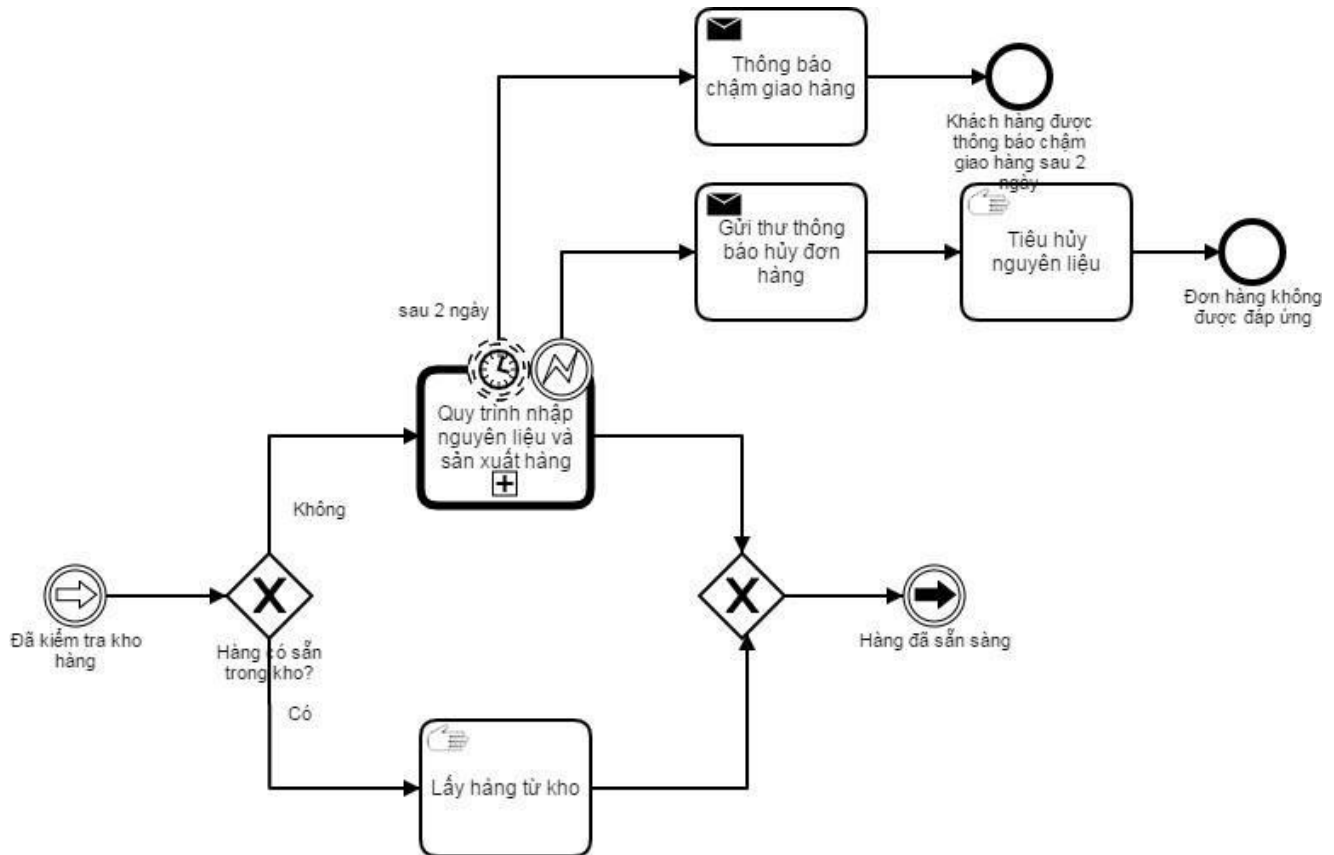 Thông báo
chậm giao hàng
Khách hàng được
thông báo chậm
giao hàng sau 2
ngày
Gửi thư thông
báo hủy đơn
hàng
Tiêu hủy
nguyên liệu
Đơn hàng không
được đáp ứng
sau 2 ngày
Quy trình nhập
nguyên liệu và
sản xuất hàng
Không
Đã kiểm tra kho
hàng
Hàng có sẵn
trong kho?
Hàng đã sẵn sàng
Có
Lấy hàng từ kho